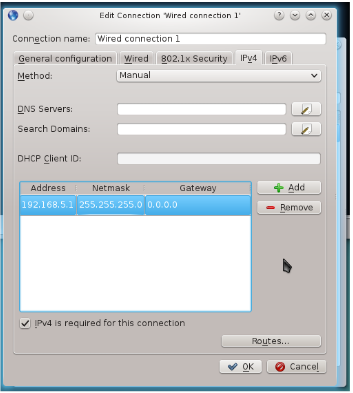 Edit Connection 'Wired connection 1'
Connection name: Wired connection 1
General configuration Wired 802.1x Security IPv4 IPv6
Method: Manual
DNS Servers:
Search Domains:
DHCP Client ID:
Address Netmask Gateway Add
192.168.5.1 255.255.255.0 0.0.0.0 Remove
IPv4 is required for this connection
Routes...
OK Cancel